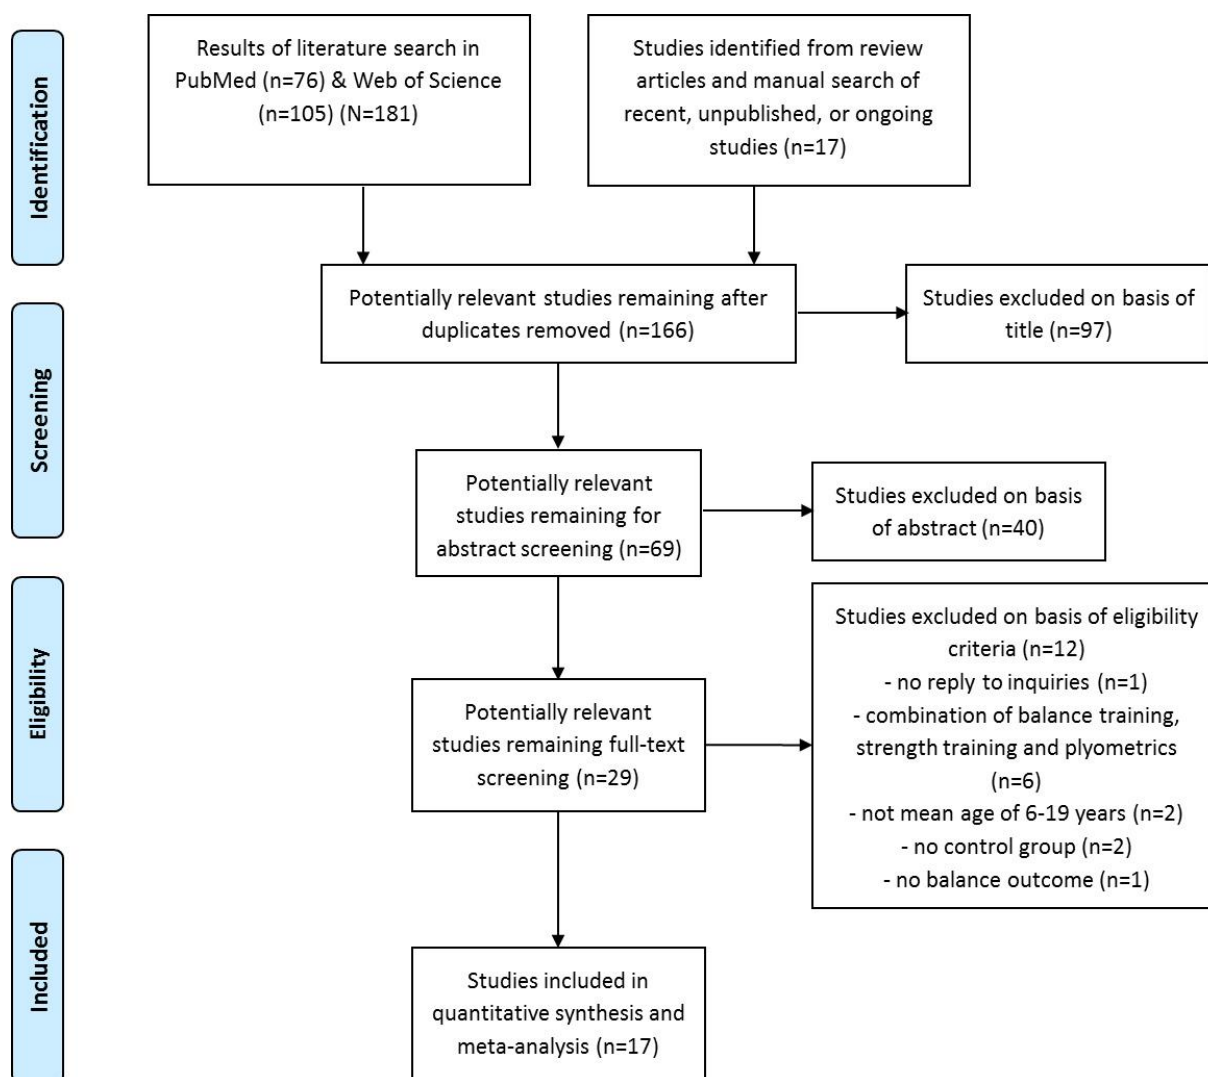 Identification
Results of literature search in
PubMed (n=76) & Web of Science
(n=105) (N=181)
Studies identified from review
articles and manual search of
recent, unpublished, or ongoing
studies (n=17)
Potentially relevant studies remaining after
duplicates removed (n=166)
Studies excluded on basis of
title (n=97)
Screening
Potentially relevant
studies remaining for
abstract screening (n=69)
Studies excluded on basis
of abstract (n=40)
Eligibility
Potentially relevant
studies remaining full-text
screening (n=29)
Studies excluded on basis of eligibility
criteria (n=12)
- no reply to inquiries (n=1)
- combination of balance training,
strength training and plyometrics
(n=6)
- not mean age of 6-19 years (n=2)
- no control group (n=2)
- no balance outcome (n=1)
Included
Studies included in
quantitative synthesis and
meta-analysis (n=17)